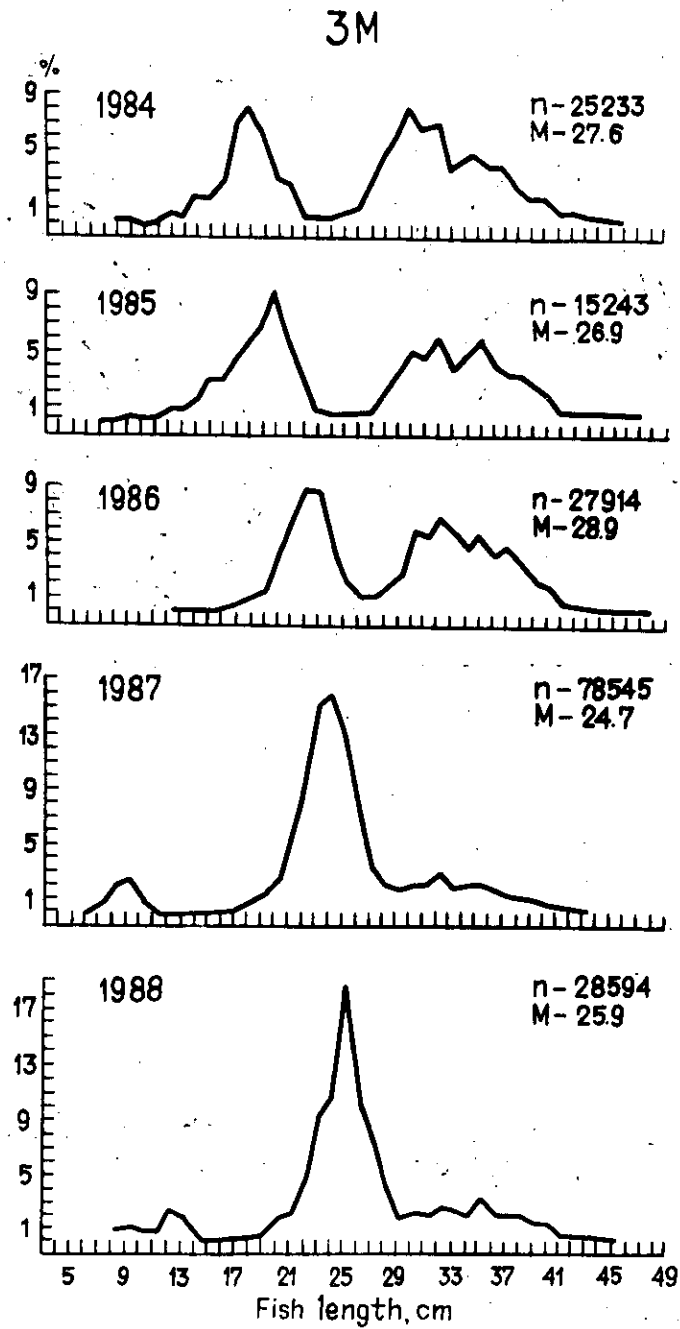 3M
%
9
5
1
1984
n-25233
M-27.6
9
5
1
1985
n-15243
M-26.9
9
5
1
1986
n-27914
M-28.9
17
13
9
5
1
1987
n-78545
M-24.7
17
13
9
5
1
1988
n-28594
M-25.9
5 9 13 17 21 25 29 33 37 41 45 49
Fish length, cm